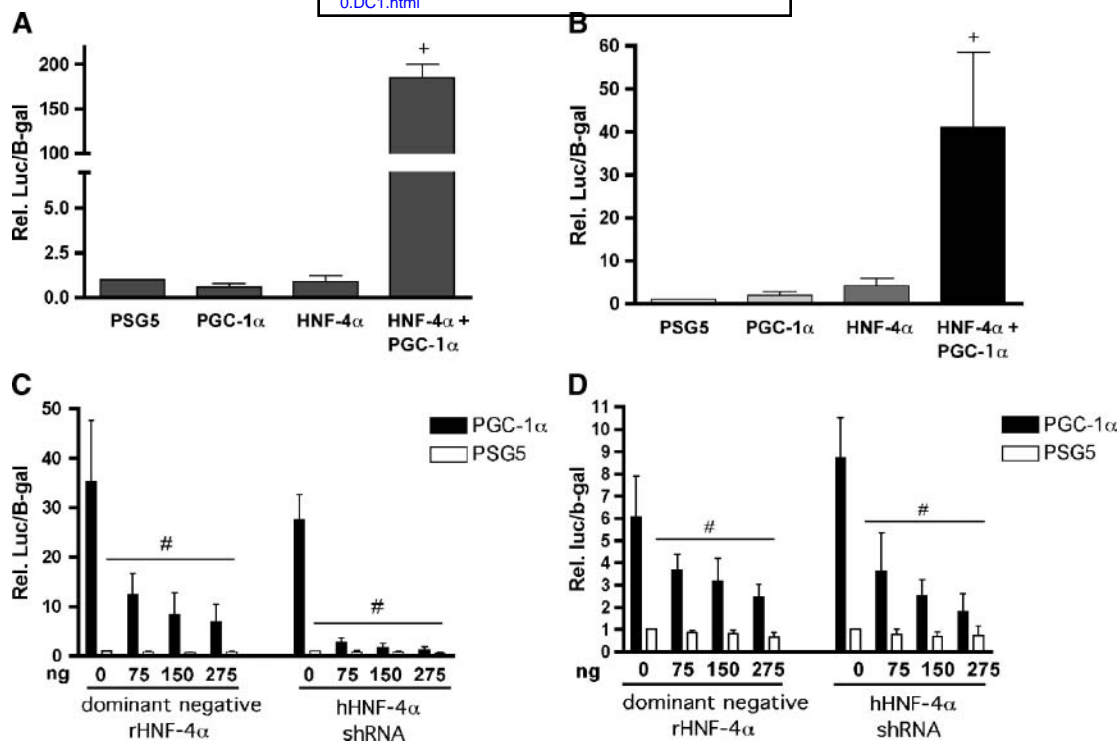 0.DC1.html
A
Rel. Luc/B-gal
200
150
100
5.0
2.5
0.0
+
PSG5
PGC-1α
HNF-4α
HNF-4α +
PGC-1α
B
Rel. Luc/B-gal
60
50
40
30
20
10
0
+
PSG5
PGC-1α
HNF-4α
HNF-4α +
PGC-1α
C
Rel. Luc/B-gal
50
40
30
20
10
0
#
#
PGC-1α
PSG5
ng 0 75 150 275 0 75 150 275
dominant negative
rHNF-4α
hHNF-4α
shRNA
D
Rel. luc/b-gal
11
10
9
8
7
6
5
4
3
2
1
0
#
#
PGC-1α
PSG5
ng 0 75 150 275 0 75 150 275
dominant negative
rHNF-4α
hHNF-4α
shRNA